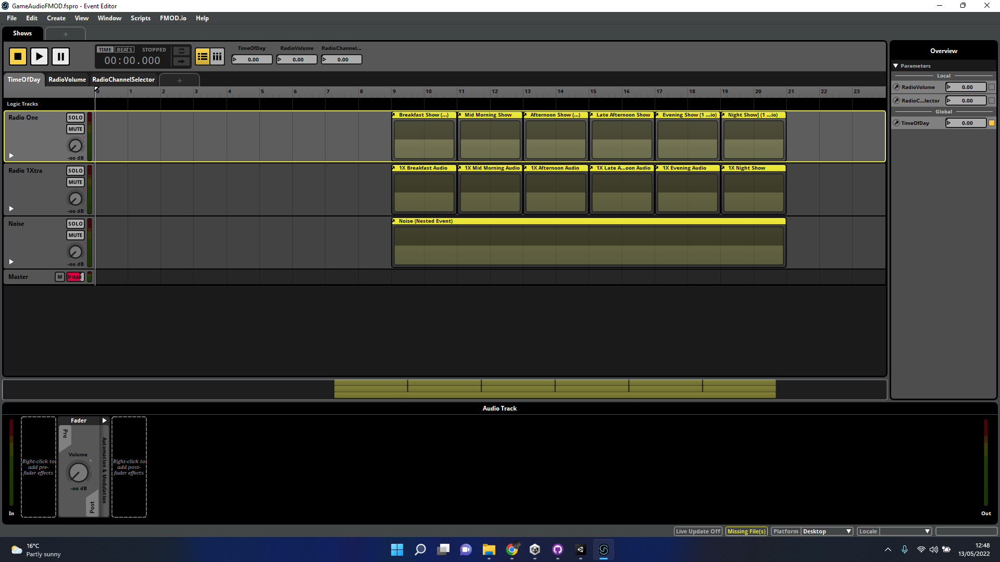 GameAudioFMOD.fspro - Event Editor
File Edit Create View Window Scripts FMOD.io Help
Shows +
TIME BEATS STOPPED
00:00.000
TimeOfDay RadioVolume RadioChannel...
0.00 0.00 0.00
TimeOfDay RadioVolume RadioChannelSelector +
0 1 2 3 4 5 6 7 8 9 10 11 12 13 14 15 16 17 18 19 20 21 22 23
Logic Tracks
Radio One SOLO
MUTE
-oo dB
Breakfast Show (...) Mid Morning Show Afternoon Show (...) Late Afternoon Show Evening Show (1 ...io) Night Show] (1 ...io)
Radio 1Xtra SOLO
MUTE
-oo dB
1X Breakfast Audio 1X Mid Morning Audio 1X Afternoon Audio 1X Late A...oon Audio 1X Evening Audio 1X Night Show
Noise SOLO
MUTE
-oo dB
Noise (Nested Event)
Master M 0dB
Overview
Parameters
Local
RadioVolume 0.00
RadioC...lector 0.00
Global
TimeOfDay 0.00
Audio Track
In
Right-click to
add pre-
fader effects
Fader
Pre
Volume
-oo dB
Post
Automation & Modulation
Right-click to
add post-
fader effects
Out
Live Update Off Missing File(s) Platform Desktop Locale
16°C
Partly sunny
12:48
13/05/2022